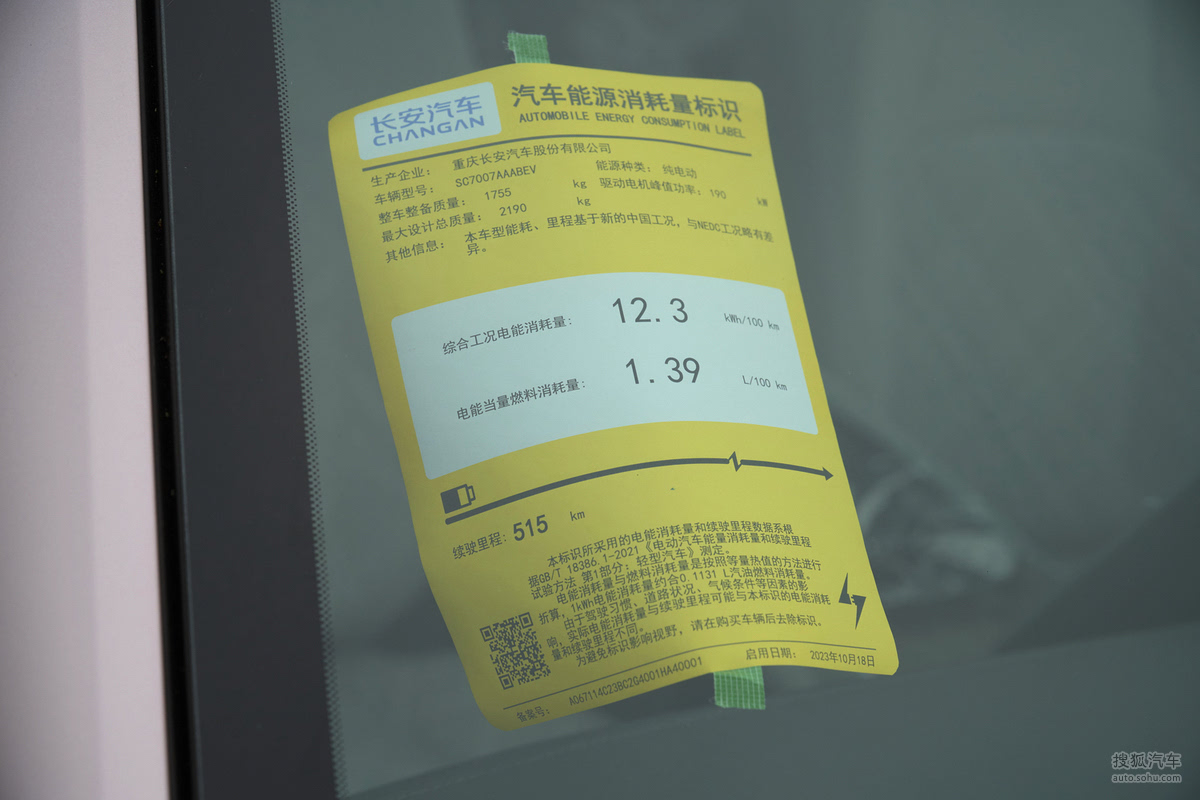 长安汽车
CHANGAN
汽车能源消耗量标识
AUTOMOBILE ENERGY CONSUMPTION LABEL
生产企业: 重庆长安汽车股份有限公司
车辆型号: SC7007AAABEV 能源种类: 纯电动
整车整备质量: 1755 kg 驱动电机峰值功率: 190 kW
最大设计总质量: 2190 kg
其他信息: 本车型能耗、里程基于新的中国工况,与NEDC工况略有差
异。
综合工况电能消耗量: 12.3 kWh/100 km
电能当量燃料消耗量: 1.39 L/100 km
续驶里程: 515 km
本标识所采用的电能消耗量和续驶里程数据系根
据GB/T 18386.1-2021《电动汽车能量消耗量和续驶里程
试验方法 第1部分: 轻型汽车》测定。
电能消耗量与燃料消耗量是按照等量热值的方法进行
折算, 1kWh电能消耗量约合0.1131 L汽油燃料消耗量。
由于驾驶习惯、道路状况、气候条件等因素的影
响, 实际电能消耗量与续驶里程可能与本标识的电能消耗
量和续驶里程不同。
为避免标识影响视野, 请在购买车辆后去除标识。
备案号: A067114C23BC2G4001HA40001 启用日期: 2023年10月18日
搜狐汽车
auto.sohu.com